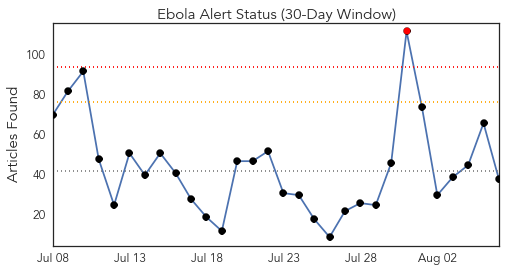 Ebola Alert Status (30-Day Window)
Articles Found
100
80
60
40
20
Jul 08 Jul 13 Jul 18 Jul 23 Jul 28 Aug 02